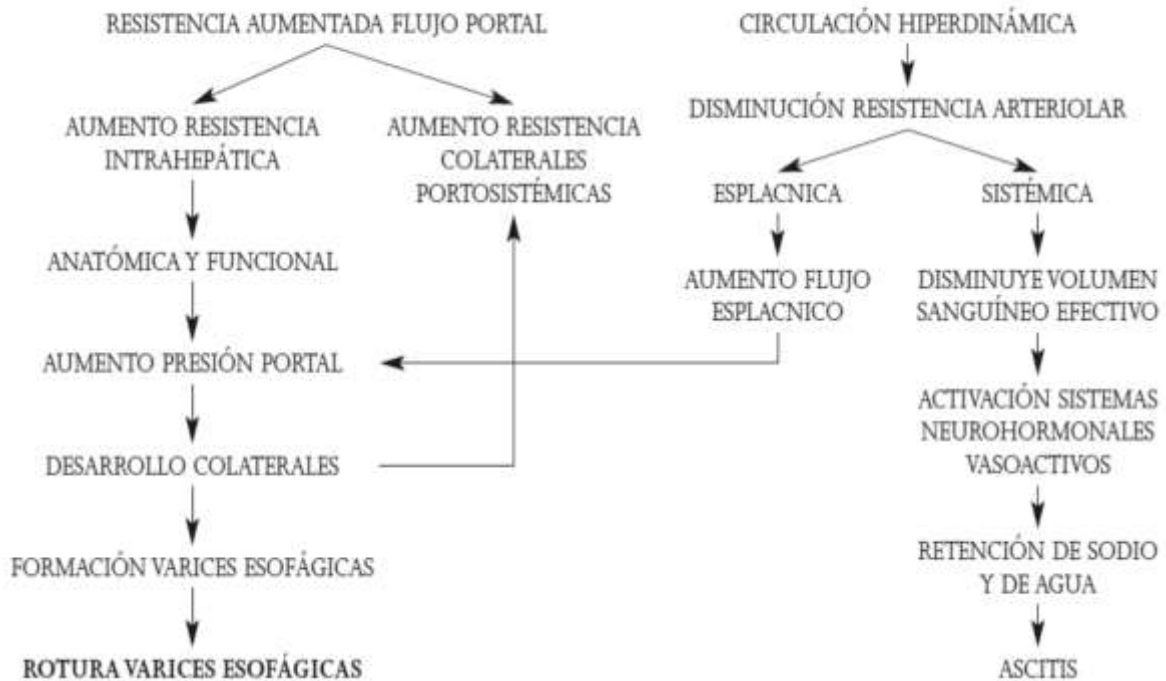 RESISTENCIA AUMENTADA FLUJO PORTAL
AUMENTO RESISTENCIA
INTRAHEPÁTICA
AUMENTO RESISTENCIA
COLATERALES
PORTOSISTÉMICAS
ANATÓMICA Y FUNCIONAL
AUMENTO PRESIÓN PORTAL
DESARROLLO COLATERALES
FORMACIÓN VARICES ESOFÁGICAS
ROTURA VARICES ESOFÁGICAS
CIRCULACIÓN HIPERDINÁMICA
DISMINUCIÓN RESISTENCIA ARTERIOLAR
ESPLACNICA
AUMENTO FLUJO
ESPLACNICO
SISTÉMICA
DISMINUYE VOLUMEN
SANGUÍNEO EFECTIVO
ACTIVACIÓN SISTEMAS
NEUROHORMONALES
VASOACTIVOS
RETENCIÓN DE SODIO
Y DE AGUA
ASCITIS